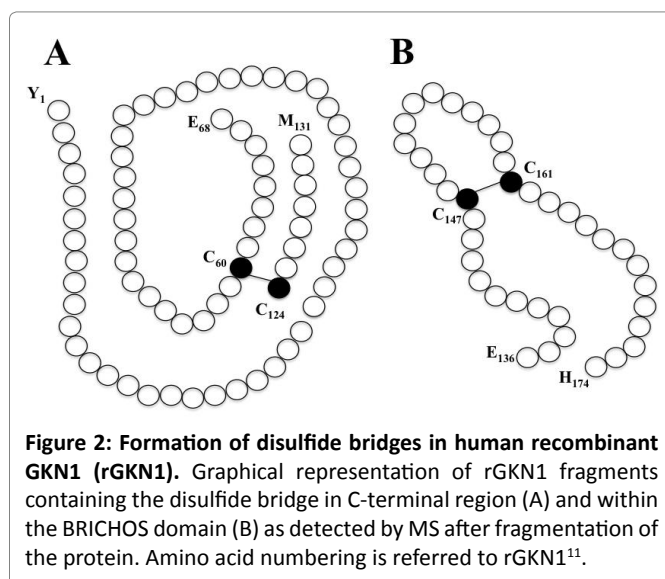 A
B
Y1
E68
M131
C60
C124
C161
C147
E136
H174
Figure 2: Formation of disulfide bridges in human recombinant
GKN1 (rGKN1). Graphical representation of rGKN1 fragments
containing the disulfide bridge in C-terminal region (A) and within
the BRICHOS domain (B) as detected by MS after fragmentation of
the protein. Amino acid numbering is referred to rGKN1¹¹.